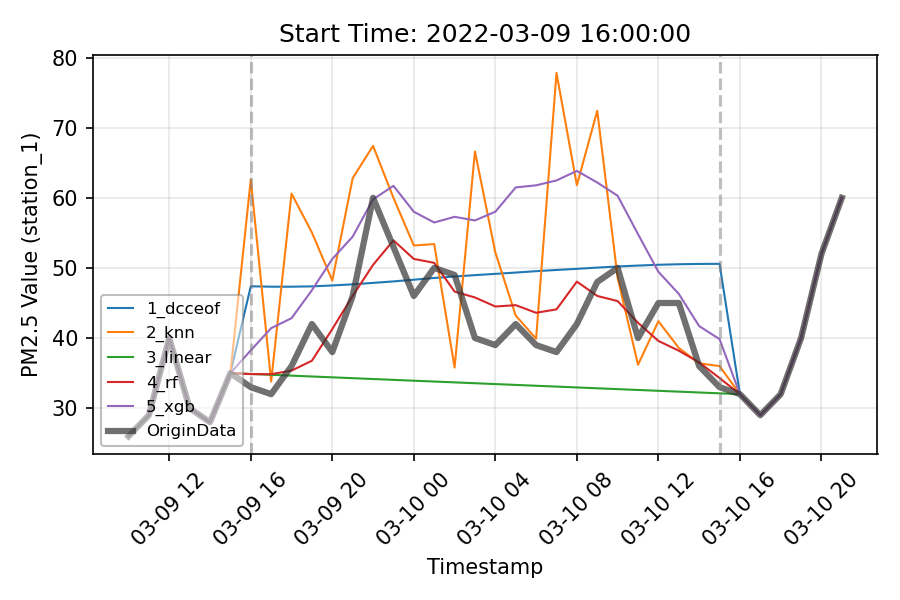 Start Time: 2022-03-09 16:00:00
PM2.5 Value (station_1)
80
70
60
50
40
30
1_dcceof
2_knn
3_linear
4_rf
5_xgb
OriginData
03-09 12
03-09 16
03-09 20
03-10 00
03-10 04
03-10 08
03-10 12
03-10 16
03-10 20
Timestamp